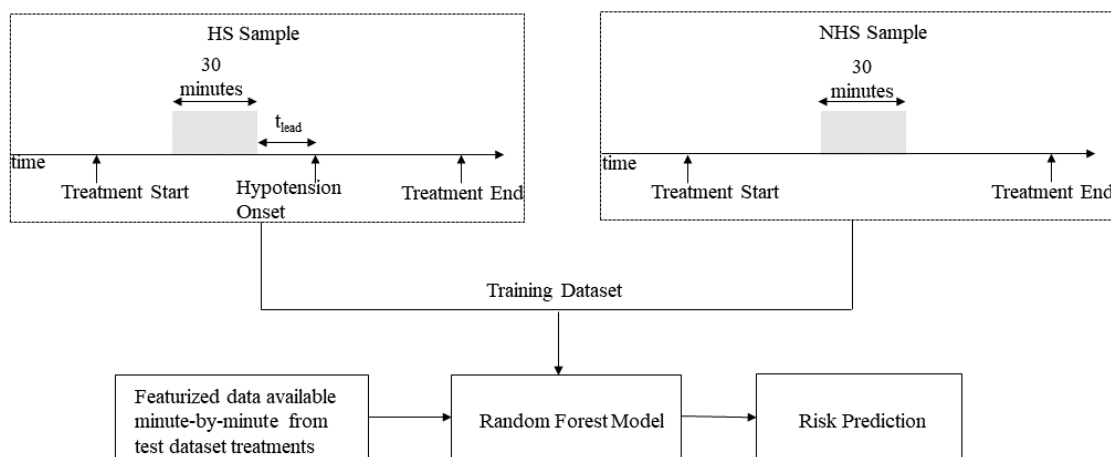 HS Sample
30
minutes
t_lead
time
Treatment Start
Hypotension
Onset
Treatment End
NHS Sample
30
minutes
time
Treatment Start
Treatment End
Training Dataset
Featurized data available
minute-by-minute from
test dataset treatments
Random Forest Model
Risk Prediction